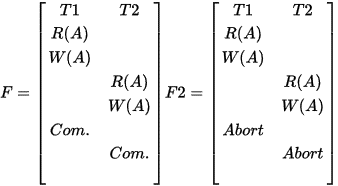 T1 T2 T1 T2
R(A) R(A)
W(A) W(A)
F = R(A) F2 = R(A)
W(A) W(A)
Com. Abort
Com. Abort